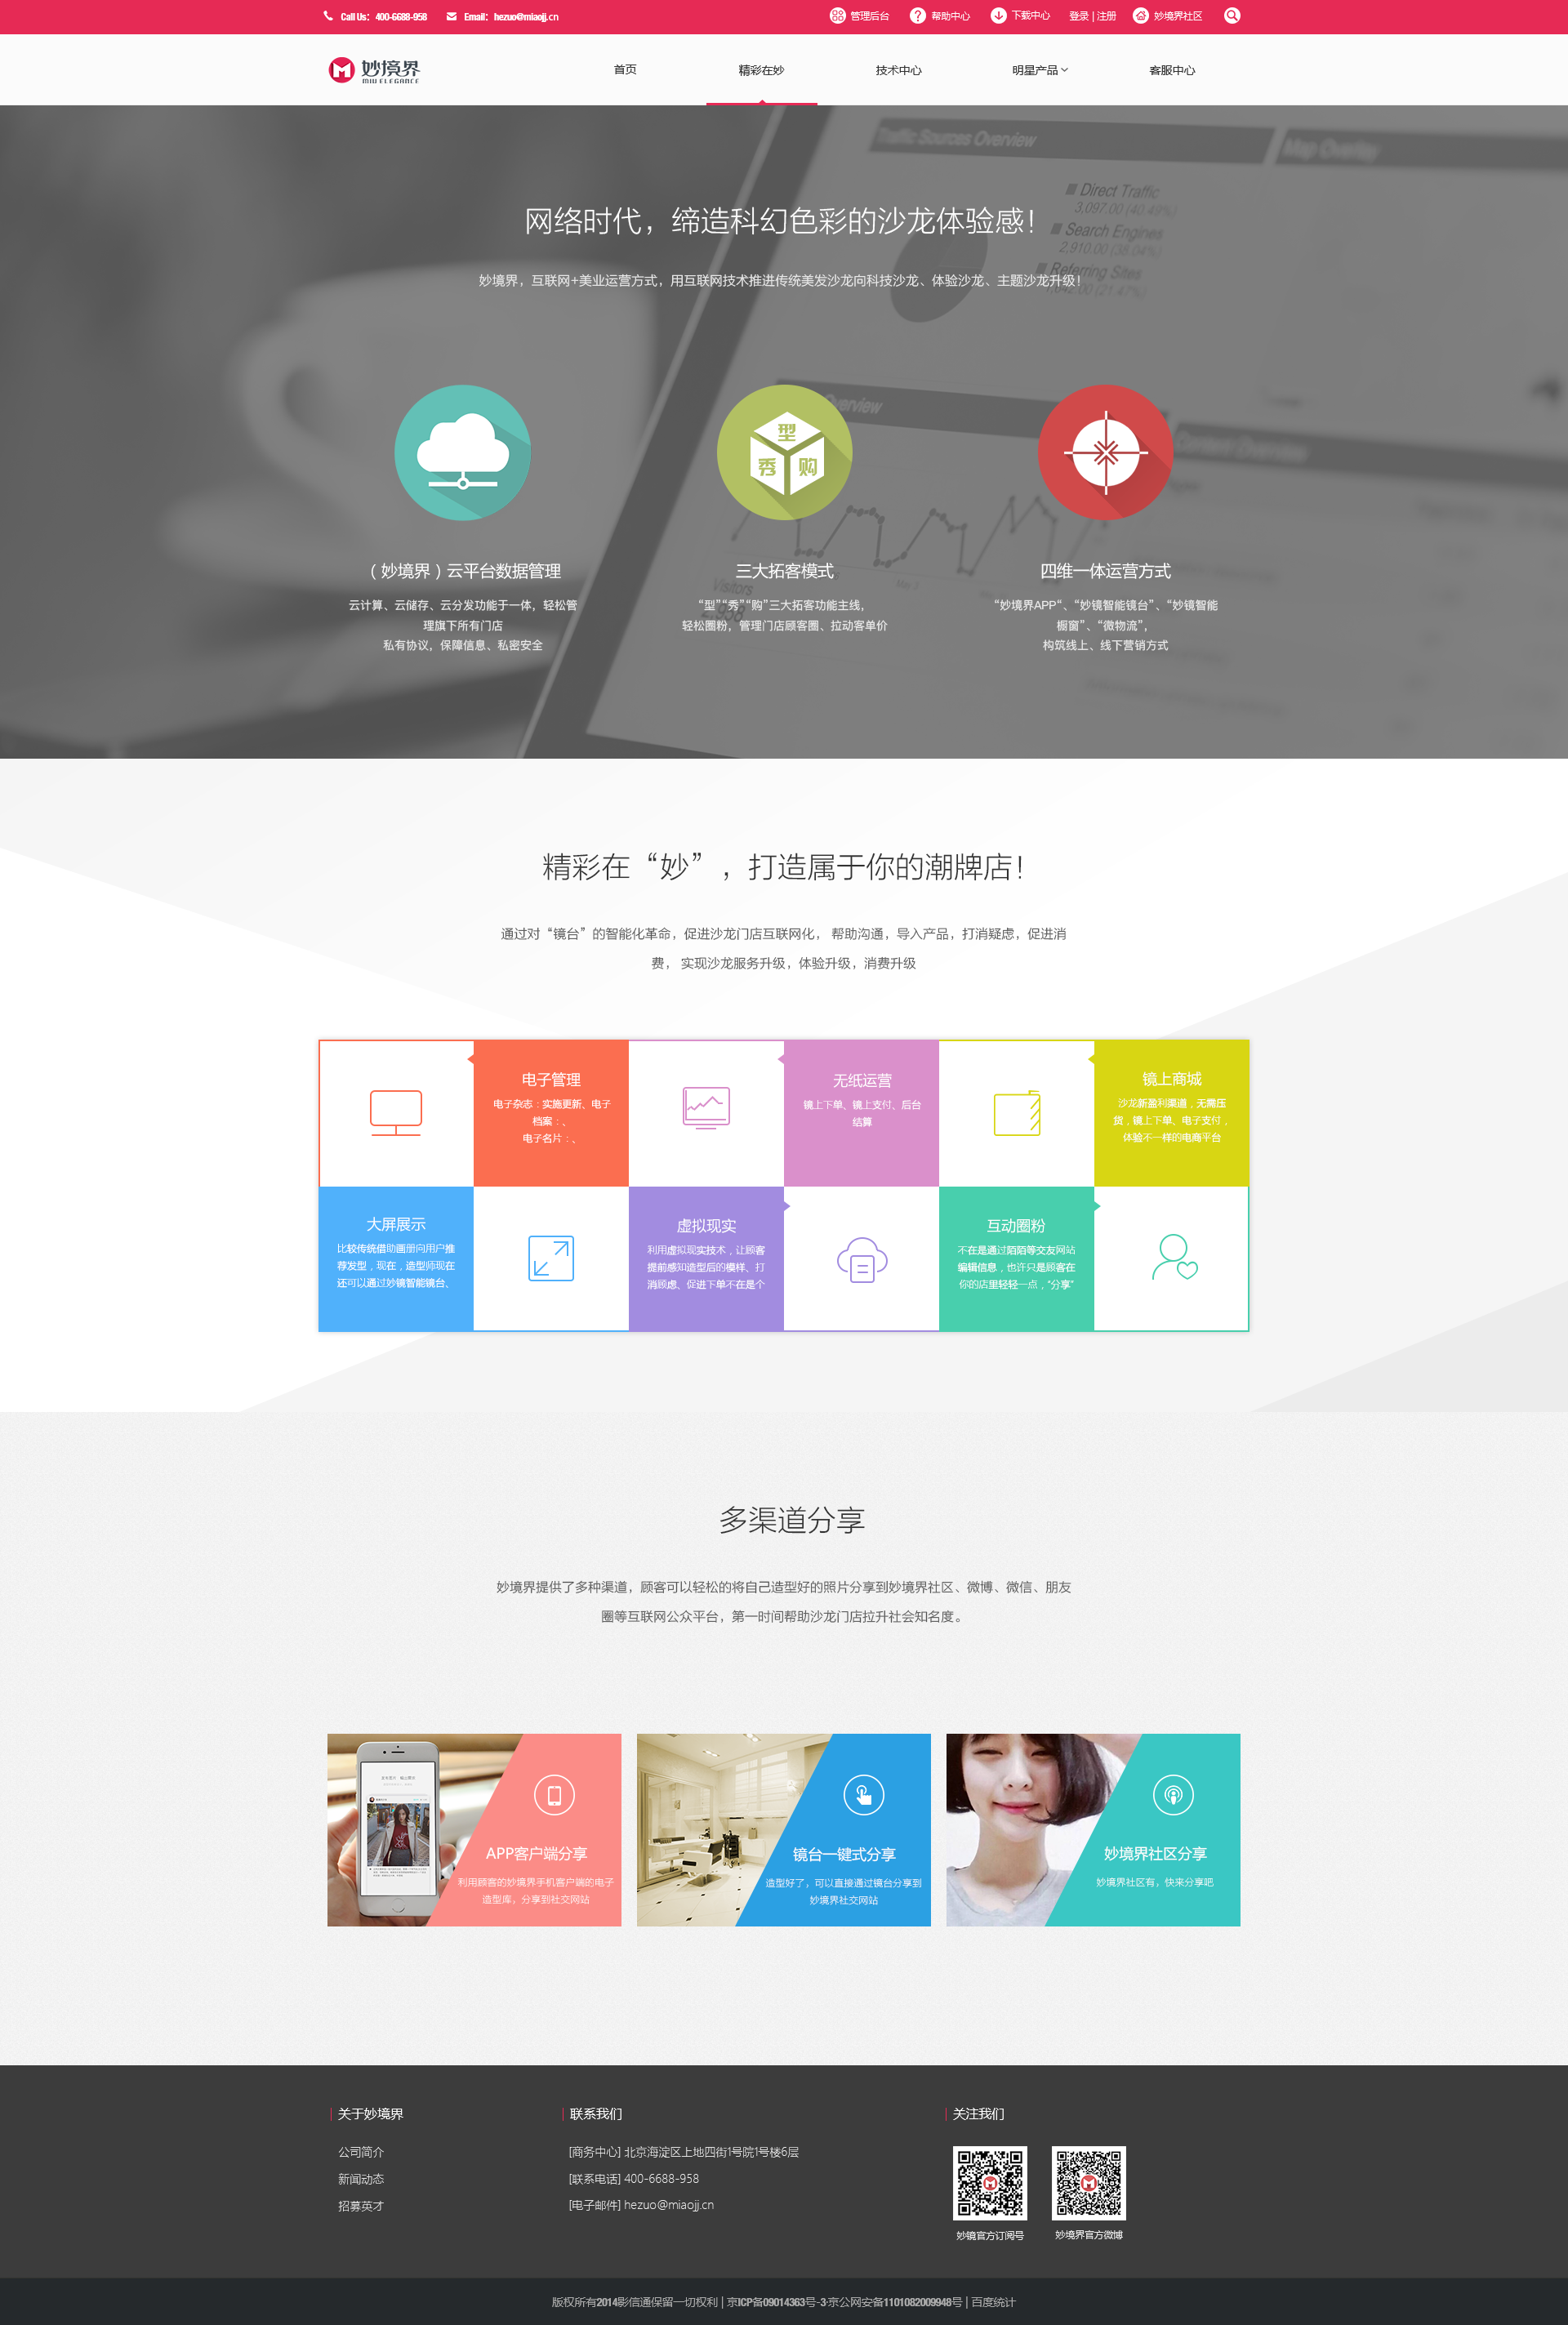 Call Us: 400-6688-958
Email: hezuo@miaojj.cn
管理后台
帮助中心
下载中心
登录 | 注册
妙境界社区
妙境界
MIW ELEGANCE
首页
精彩在妙
技术中心
明星产品
客服中心
Traffic Sources Overview
Map Overlay
Direct Traffic
3,097.00 (40.49%)
Search Engines
2,910.00 (38.04%)
Referring Sites
1,642.00 (21.47%)
网络时代，缔造科幻色彩的沙龙体验感！
妙境界，互联网+美业运营方式，用互联网技术推进传统美发沙龙向科技沙龙、体验沙龙、主题沙龙升级！
Overview
Content Overview
型
秀
购
Visitors
（妙境界）云平台数据管理
云计算、云储存、云分发功能于一体，轻松管
理旗下所有门店
私有协议，保障信息、私密安全
三大拓客模式
“型”“秀”“购”三大拓客功能主线，
轻松圈粉，管理门店顾客圈、拉动客单价
四维一体运营方式
“妙境界APP“、“妙镜智能镜台”、“妙镜智能
橱窗”、“微物流”，
构筑线上、线下营销方式
精彩在“妙”，打造属于你的潮牌店！
通过对“镜台”的智能化革命，促进沙龙门店互联网化， 帮助沟通，导入产品，打消疑虑，促进消
费， 实现沙龙服务升级，体验升级，消费升级
电子管理
电子杂志：实施更新、电子
档案：、
电子名片：、
无纸运营
镜上下单、镜上支付、后台
结算
镜上商城
沙龙新盈利渠道，无需压
货，镜上下单、电子支付，
体验不一样的电商平台
大屏展示
比较传统借助画册向用户推
荐发型，现在，造型师现在
还可以通过妙镜智能镜台、
虚拟现实
利用虚拟现实技术，让顾客
提前感知造型后的模样、打
消顾虑、促进下单不在是个
互动圈粉
不在是通过陌陌等交友网站
编辑信息，也许只是顾客在
你的店里轻轻一点，“分享”
多渠道分享
妙境界提供了多种渠道，顾客可以轻松的将自己造型好的照片分享到妙境界社区、微博、微信、朋友
圈等互联网公众平台，第一时间帮助沙龙门店拉升社会知名度。
APP客户端分享
利用顾客的妙境界手机客户端的电子
造型库，分享到社交网站
镜台一键式分享
造型好了，可以直接通过镜台分享到
妙境界社交网站
妙境界社区分享
妙境界社区有，快来分享吧
关于妙境界
公司简介
新闻动态
招募英才
联系我们
[商务中心] 北京海淀区上地四街1号院1号楼6层
[联系电话] 400-6688-958
[电子邮件] hezuo@miaojj.cn
关注我们
妙镜官方订阅号
妙境界官方微博
版权所有2014影信通保留一切权利 | 京ICP备09014363号-3·京公网安备1101082009948号 | 百度统计